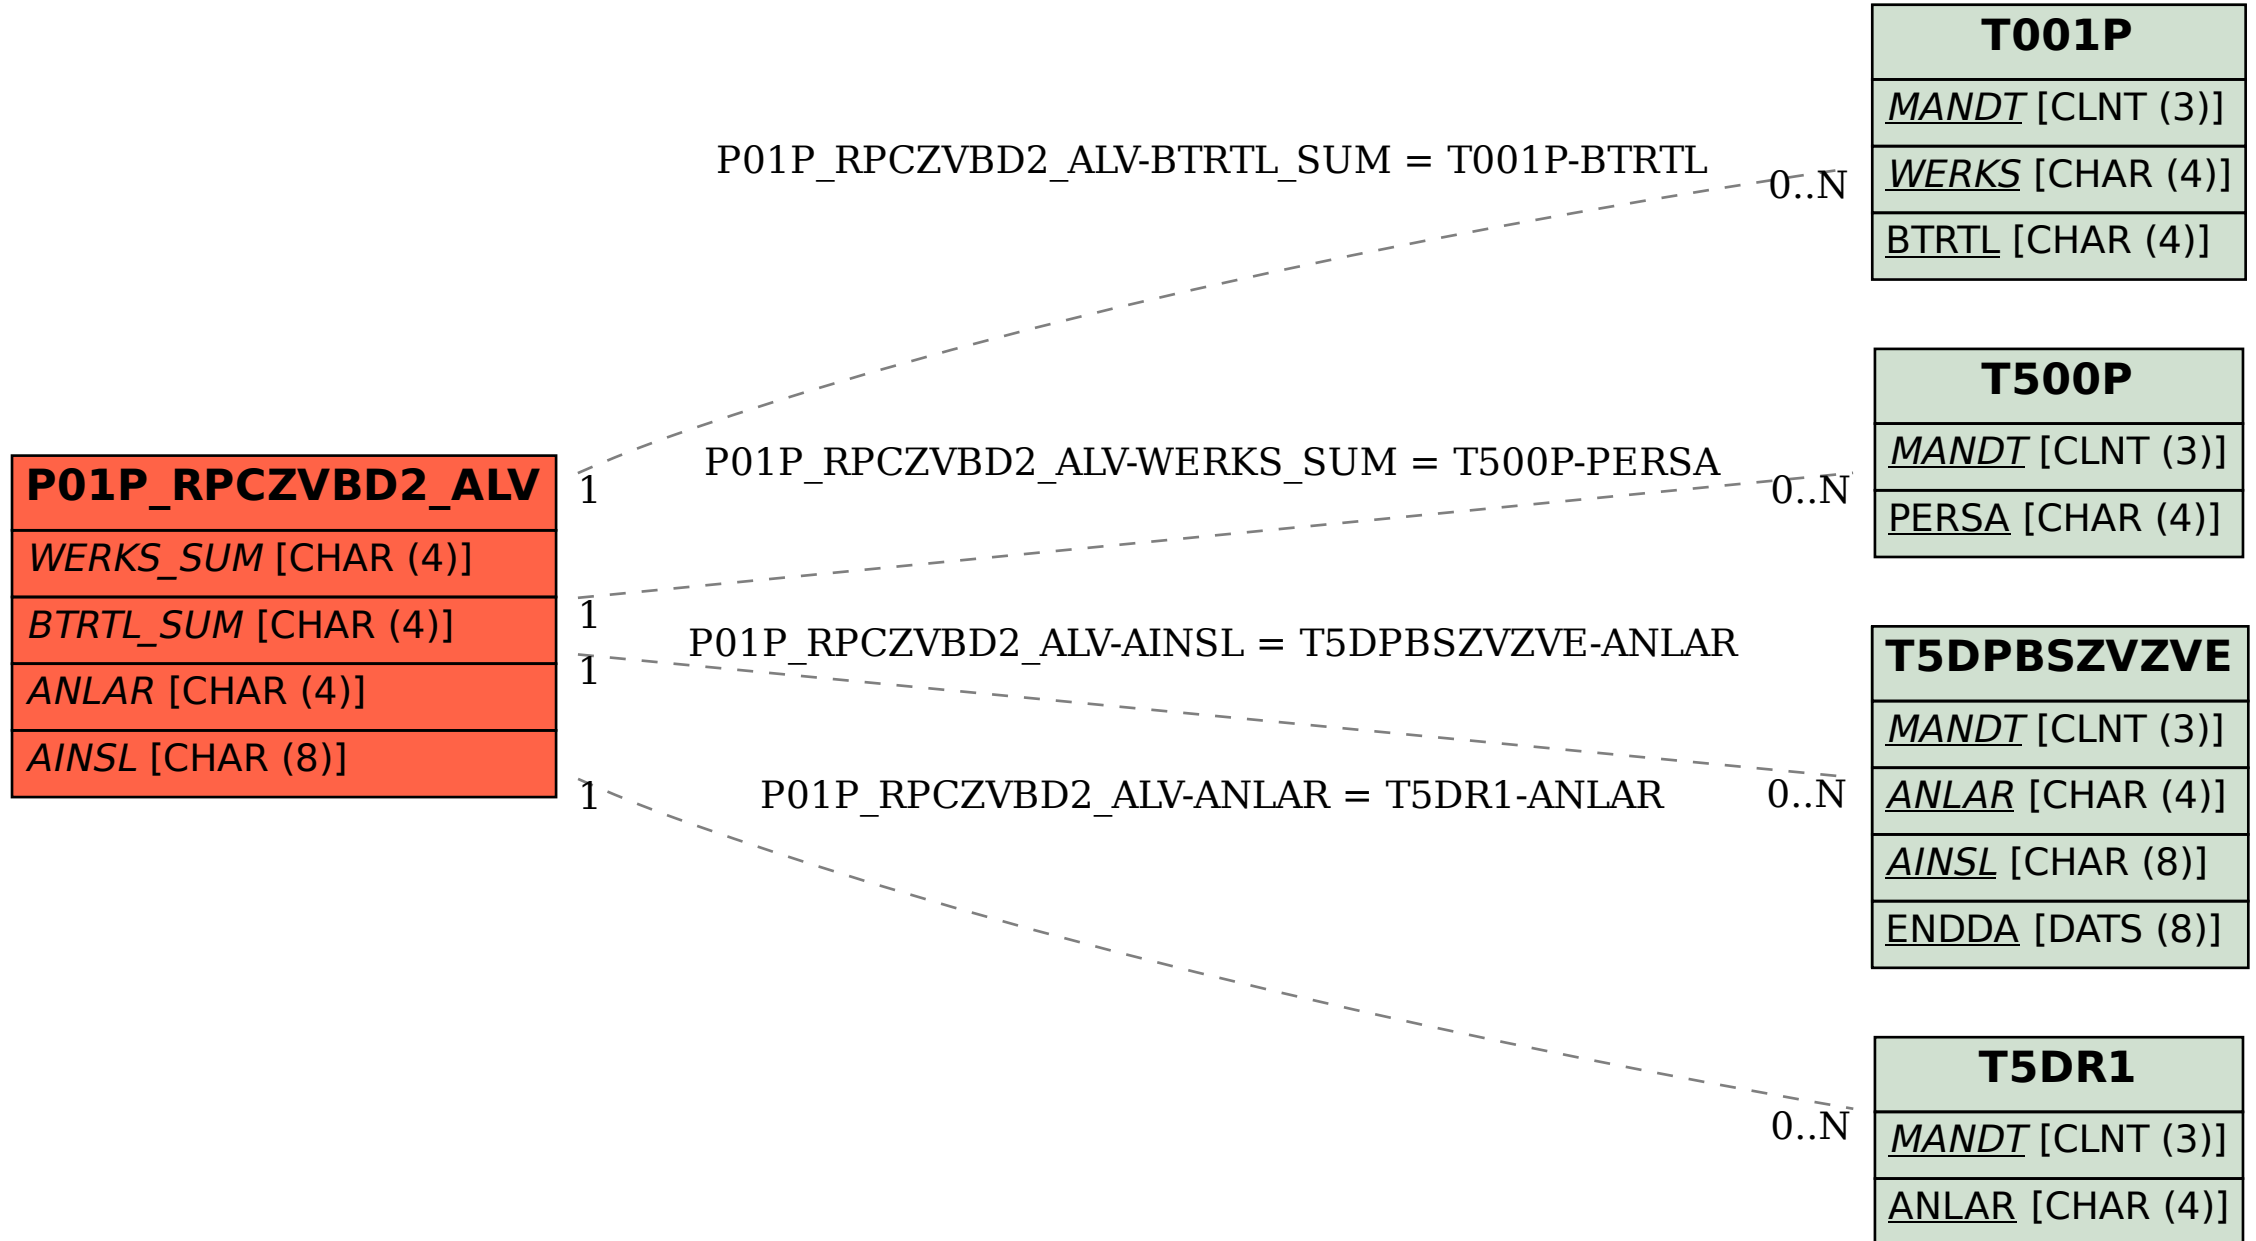 P01P_RPCZVBD2_ALV
WERKS_SUM [CHAR (4)]
BTRTL_SUM [CHAR (4)]
ANLAR [CHAR (4)]
AINSL [CHAR (8)]
P01P_RPCZVBD2_ALV-BTRTL_SUM = T001P-BTRTL
1
0..N
P01P_RPCZVBD2_ALV-WERKS_SUM = T500P-PERSA
1
0..N
P01P_RPCZVBD2_ALV-AINSL = T5DPBSZVZVE-ANLAR
1
0..N
P01P_RPCZVBD2_ALV-ANLAR = T5DR1-ANLAR
1
0..N
T001P
MANDT [CLNT (3)]
WERKS [CHAR (4)]
BTRTL [CHAR (4)]
T500P
MANDT [CLNT (3)]
PERSA [CHAR (4)]
T5DPBSZVZVE
MANDT [CLNT (3)]
ANLAR [CHAR (4)]
AINSL [CHAR (8)]
ENDDA [DATS (8)]
T5DR1
MANDT [CLNT (3)]
ANLAR [CHAR (4)]